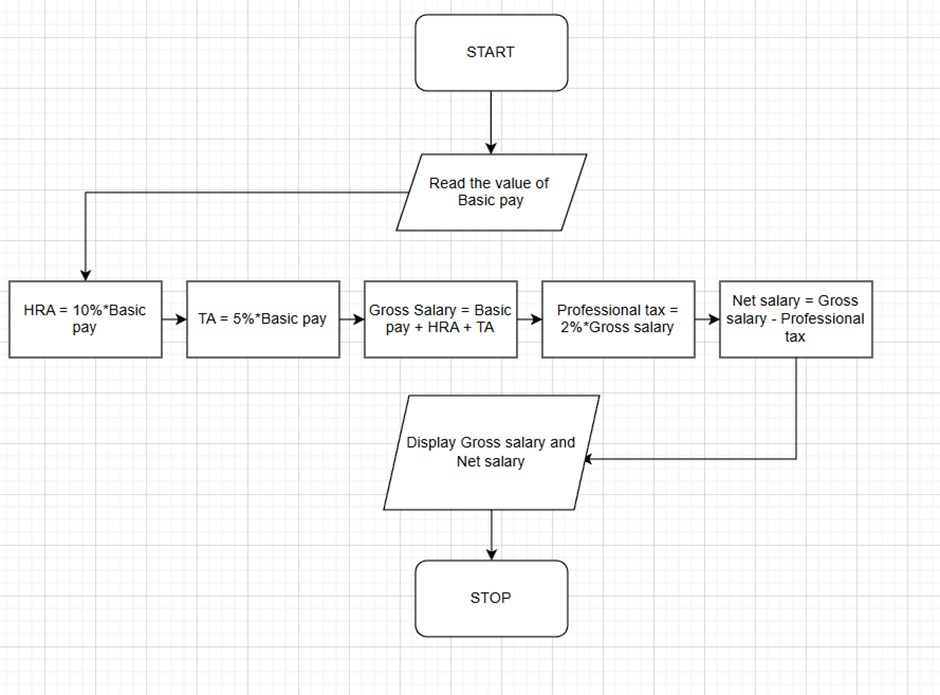 START
Read the value of
Basic pay
HRA = 10%*Basic
pay
TA = 5%*Basic pay
Gross Salary = Basic
pay + HRA + TA
Professional tax =
2%*Gross salary
Net salary = Gross
salary - Professional
tax
Display Gross salary and
Net salary
STOP